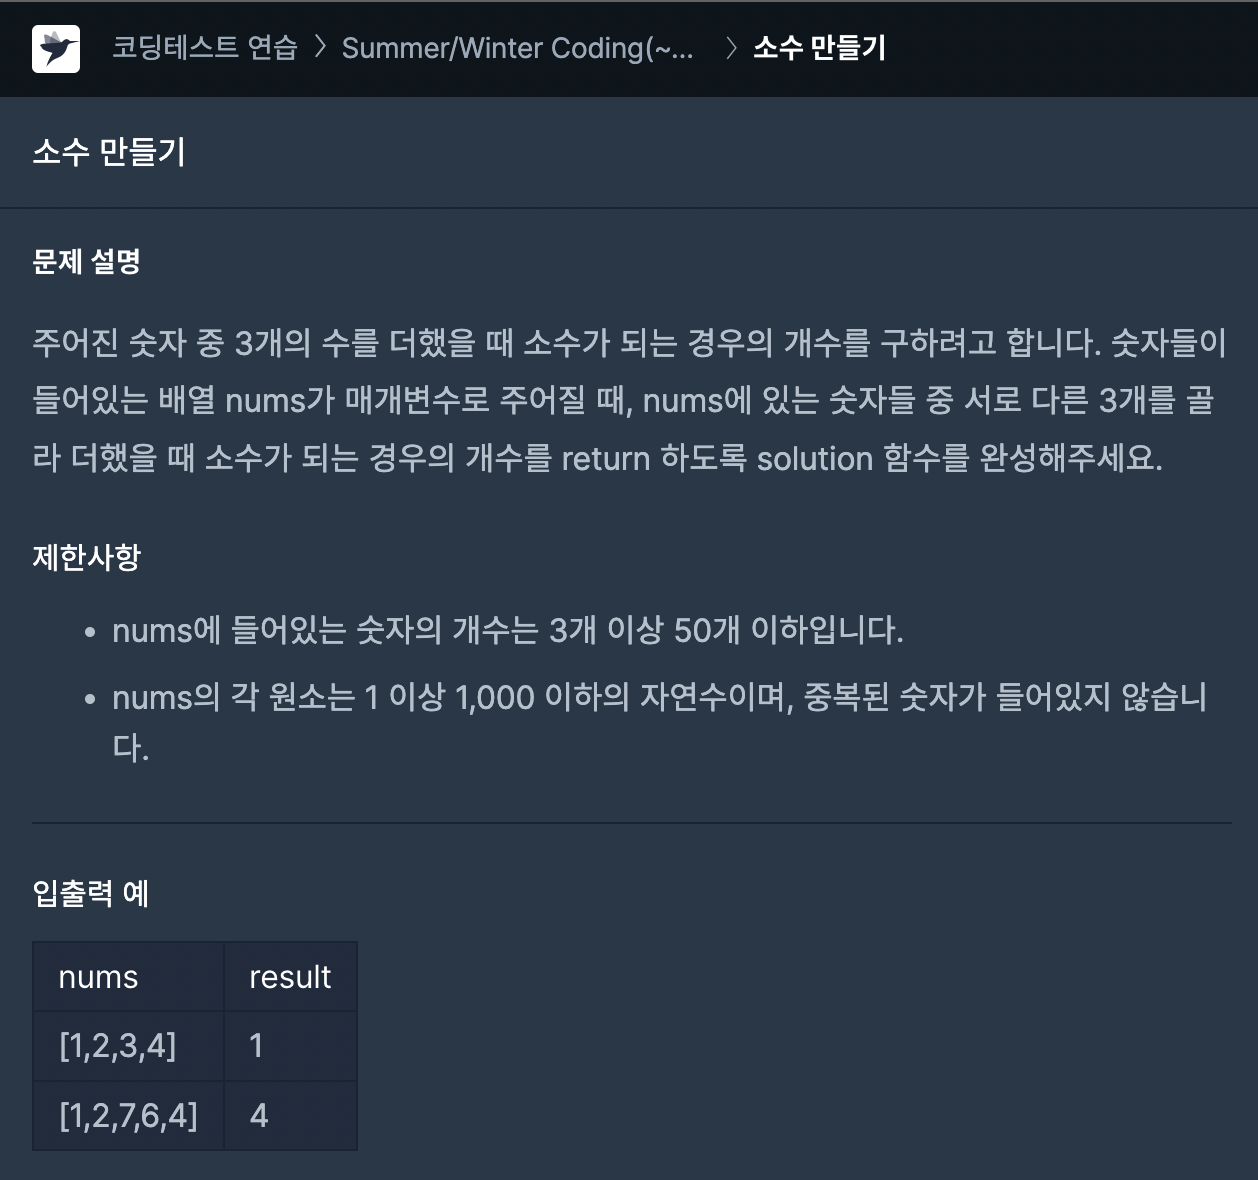 코딩테스트 연습 > Summer/Winter Coding(~... > 소수 만들기
소수 만들기
문제 설명
주어진 숫자 중 3개의 수를 더했을 때 소수가 되는 경우의 개수를 구하려고 합니다. 숫자들이
들어있는 배열 nums가 매개변수로 주어질 때, nums에 있는 숫자들 중 서로 다른 3개를 골
라 더했을 때 소수가 되는 경우의 개수를 return 하도록 solution 함수를 완성해주세요.
제한사항
• nums에 들어있는 숫자의 개수는 3개 이상 50개 이하입니다.
• nums의 각 원소는 1 이상 1,000 이하의 자연수이며, 중복된 숫자가 들어있지 않습니
다.
입출력 예
nums result
[1,2,3,4] 1
[1,2,7,6,4] 4